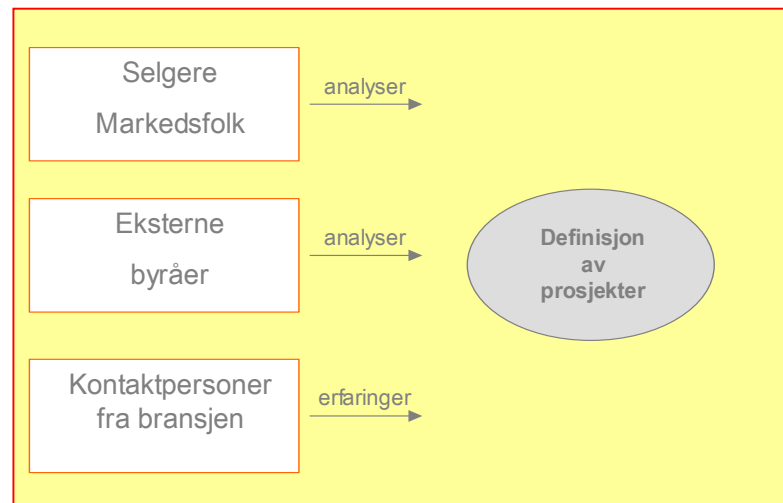 Selgere
Markedsfolk
analyser
Eksterne
byråer
analyser
Definisjon
av
prosjekter
Kontaktpersoner
fra bransjen
erfaringer